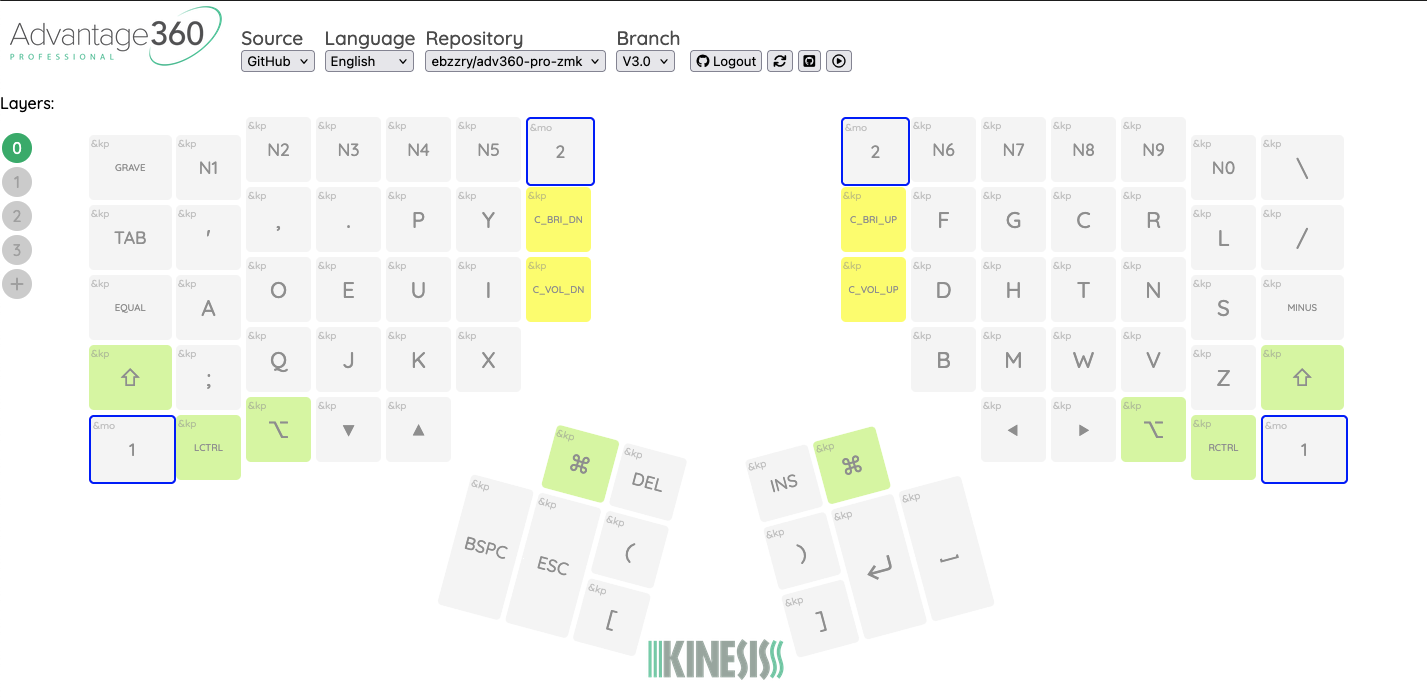 Advantage360
PROFESSIONAL
Source Language Repository Branch
GitHub English ebzzry/adv360-pro-zmk V3.0 Logout
Layers:
0
1
2
3
+
&kp &kp &kp &kp &kp &kp &mo &mo &kp &kp &kp &kp &kp &kp
GRAVE N1 N2 N3 N4 N5 2 2 N6 N7 N8 N9 N0 \
&kp &kp &kp &kp &kp &kp &kp &kp &kp &kp &kp &kp &kp &kp
TAB ' , . P Y C_BRI_DN C_BRI_UP F G C R L /
&kp &kp &kp &kp &kp &kp &kp &kp &kp &kp &kp &kp &kp &kp
EQUAL A O E U I C_VOL_DN C_VOL_UP D H T N S MINUS
&kp &kp &kp &kp &kp &kp &kp &kp &kp &kp &kp &kp
⇧ ; Q J K X B M W V Z ⇧
&mo &kp &kp &kp &kp &kp &kp &kp &kp &mo
1 LCTRL ⌥ ▼ ▲ ◄ ► ⌥ RCTRL 1
&kp &kp &kp &kp
⌘ DEL INS ⌘
&kp &kp &kp &kp &kp &kp
BSPC ESC ( ) ↵ ⎵
&kp &kp
[ ]
KINESIS